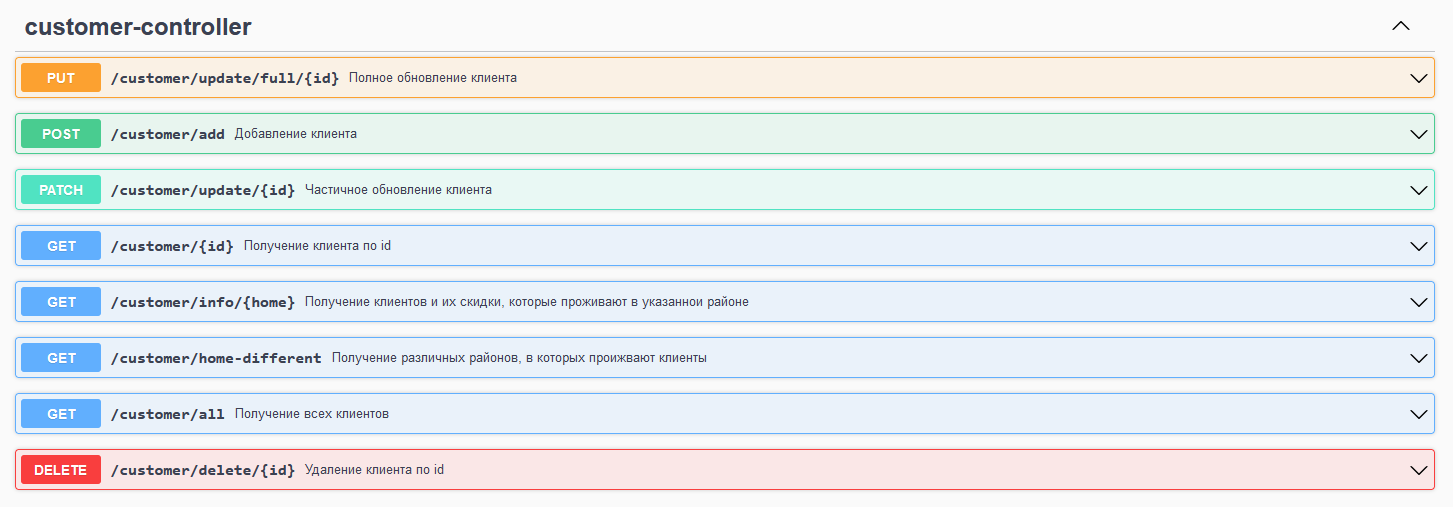 customer-controller
PUT /customer/update/full/{id} Полное обновление клиента
POST /customer/add Добавление клиента
PATCH /customer/update/{id} Частичное обновление клиента
GET /customer/{id} Получение клиента по id
GET /customer/info/{home} Получение клиентов и их скидки, которые проживают в указанном районе
GET /customer/home-different Получение различных районов, в которых проижвают клиенты
GET /customer/all Получение всех клиентов
DELETE /customer/delete/{id} Удаление клиента по id